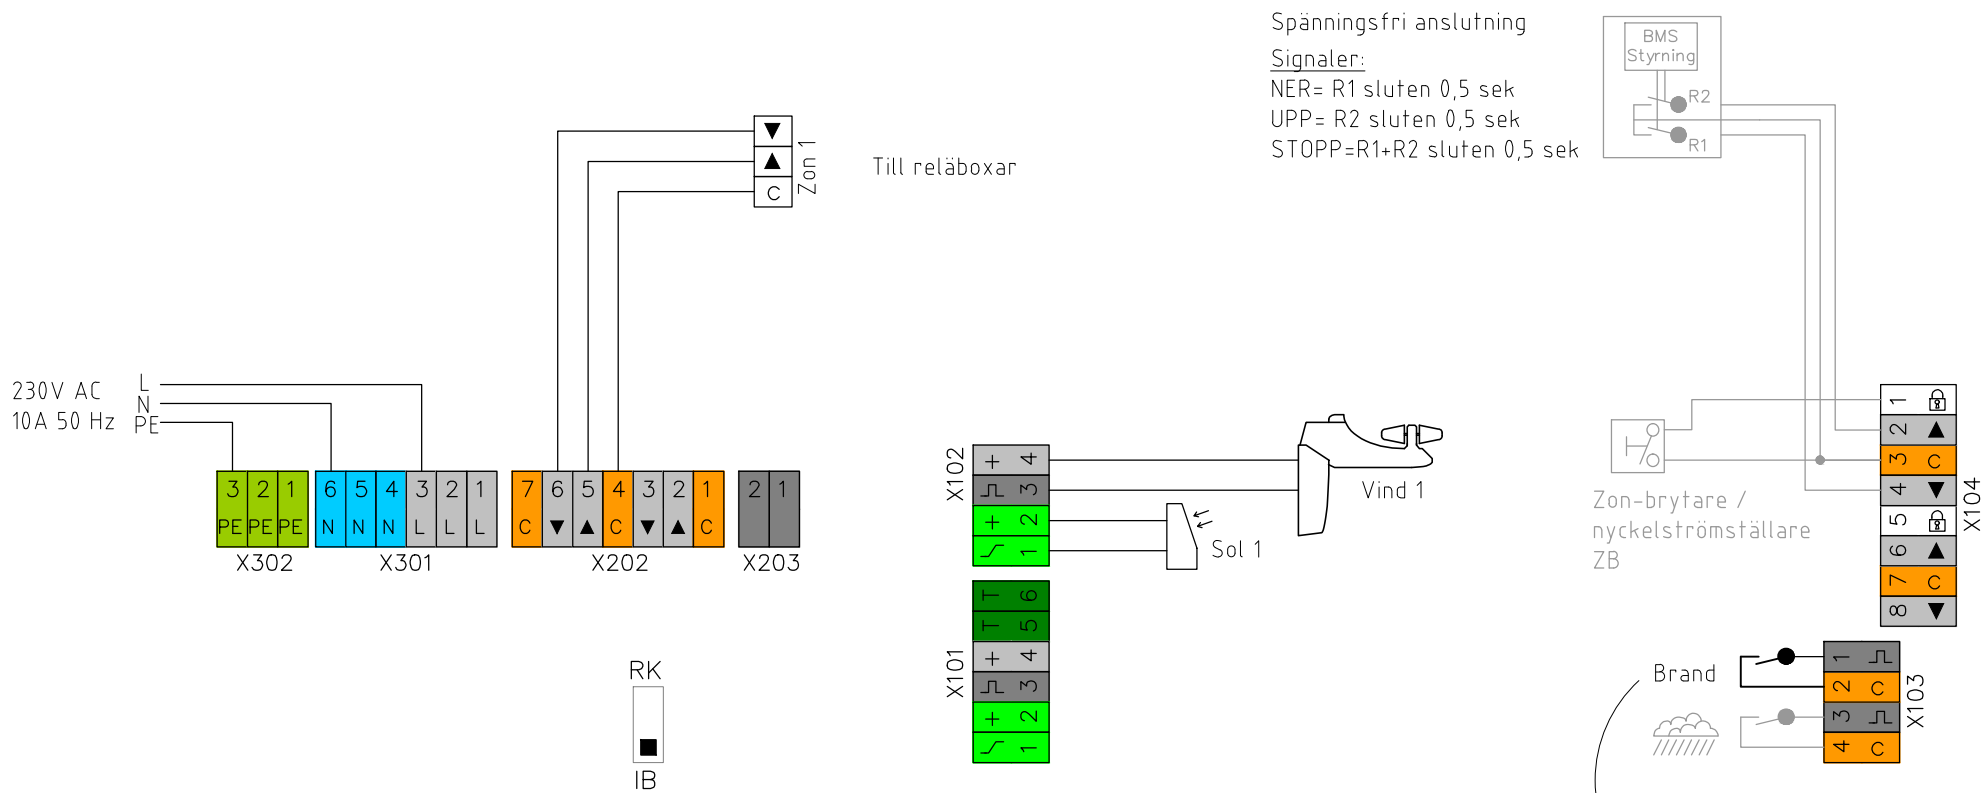 Spänningsfri anslutning
Signaler:
NER= R1 sluten 0,5 sek
UPP= R2 sluten 0,5 sek
STOPP=R1+R2 sluten 0,5 sek
BMS
Styrning
R2
R1
Zon 1
C
Till reläboxar
230V AC
10A 50 Hz
L
N
PE
3 2 1
PE PE PE
X302
6 5 4 3 2 1
N N N L L L
X301
7 6 5 4 3 2 1
C ▼ ▲ C ▼ ▲ C
X202
2 1
X203
RK
IB
X102
+ 4
3
+ 2
1
Vind 1
Sol 1
X101
T 6
T 5
+ 4
3
+ 2
1
Zon-brytare /
nyckelströmställare
ZB
1
2 ▲
3 C
4 ▼
5
6 ▲
7 C
8 ▼
X104
Brand
1
2 C
3
4 C
X103